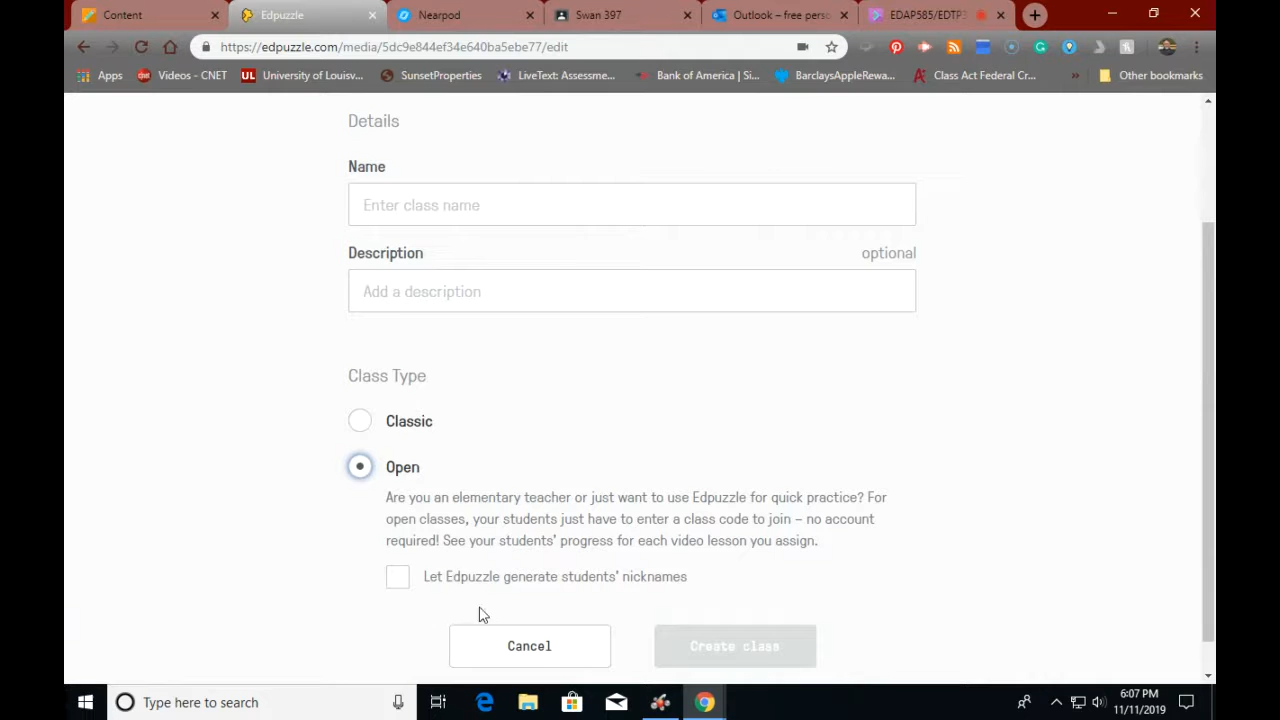 Content
Edpuzzle
Nearpod
Swan 397
Outlook – free perso
EDAP585/EDTP3
https://edpuzzle.com/media/5dc9e844ef34e640ba5ebe77/edit
Apps
Videos - CNET
UL University of Louisv...
SunsetProperties
LiveText: Assessme...
Bank of America | Si...
BarclaysAppleRewa...
Class Act Federal Cr...
»
Other bookmarks
Details
Name
Enter class name
Description optional
Add a description
Class Type
Classic
Open
Are you an elementary teacher or just want to use Edpuzzle for quick practice? For
open classes, your students just have to enter a class code to join – no account
required! See your students' progress for each video lesson you assign.
Let Edpuzzle generate students' nicknames
Cancel
Create class
Type here to search
6:07 PM
11/11/2019